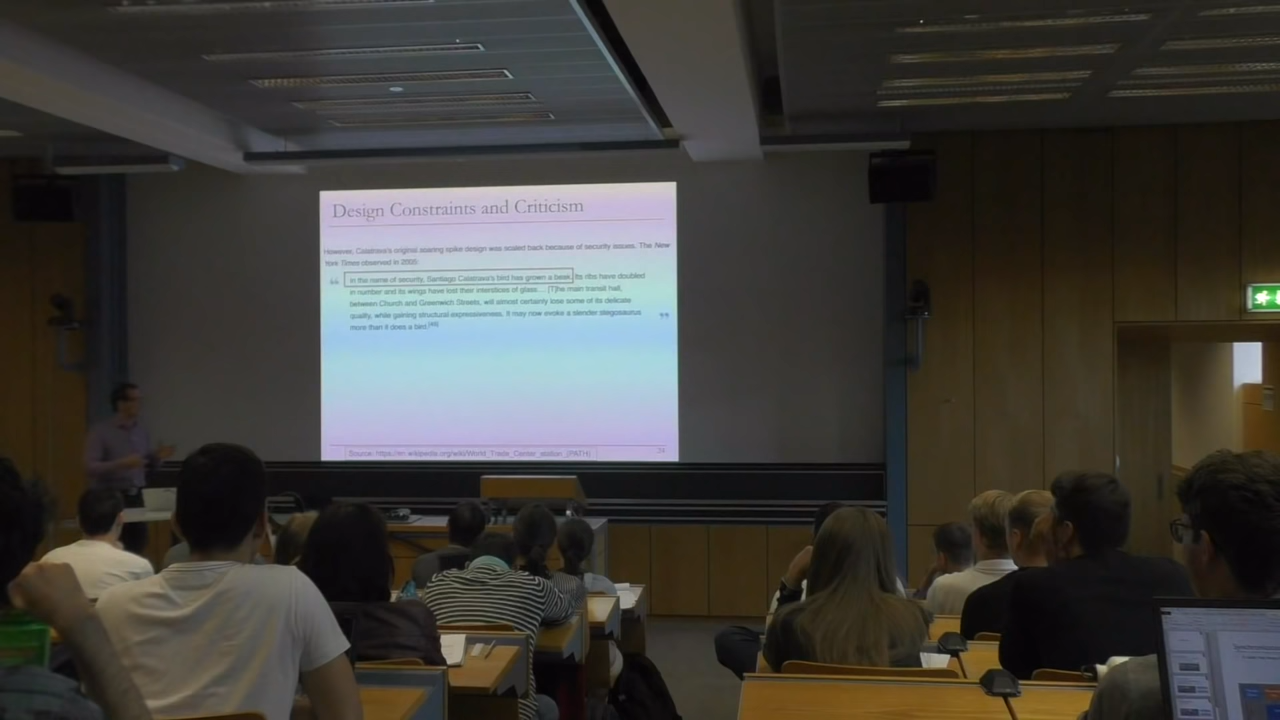 Design Constraints and Criticism
However, Calatrava's original soaring spike design was scaled back because of security issues. The New
York Times observed in 2005:
“ In the name of security, Santiago Calatrava's bird has grown a beak. Its ribs have doubled
in number and its wings have lost their interstices of glass... [T]he main transit hall,
between Church and Greenwich Streets, will almost certainly lose some of its delicate
quality, while gaining structural expressiveness. It may now evoke a slender stegosaurus ”
more than it does a bird.[49]
Source: https://en.wikipedia.org/wiki/World_Trade_Center_station_(PATH)
24